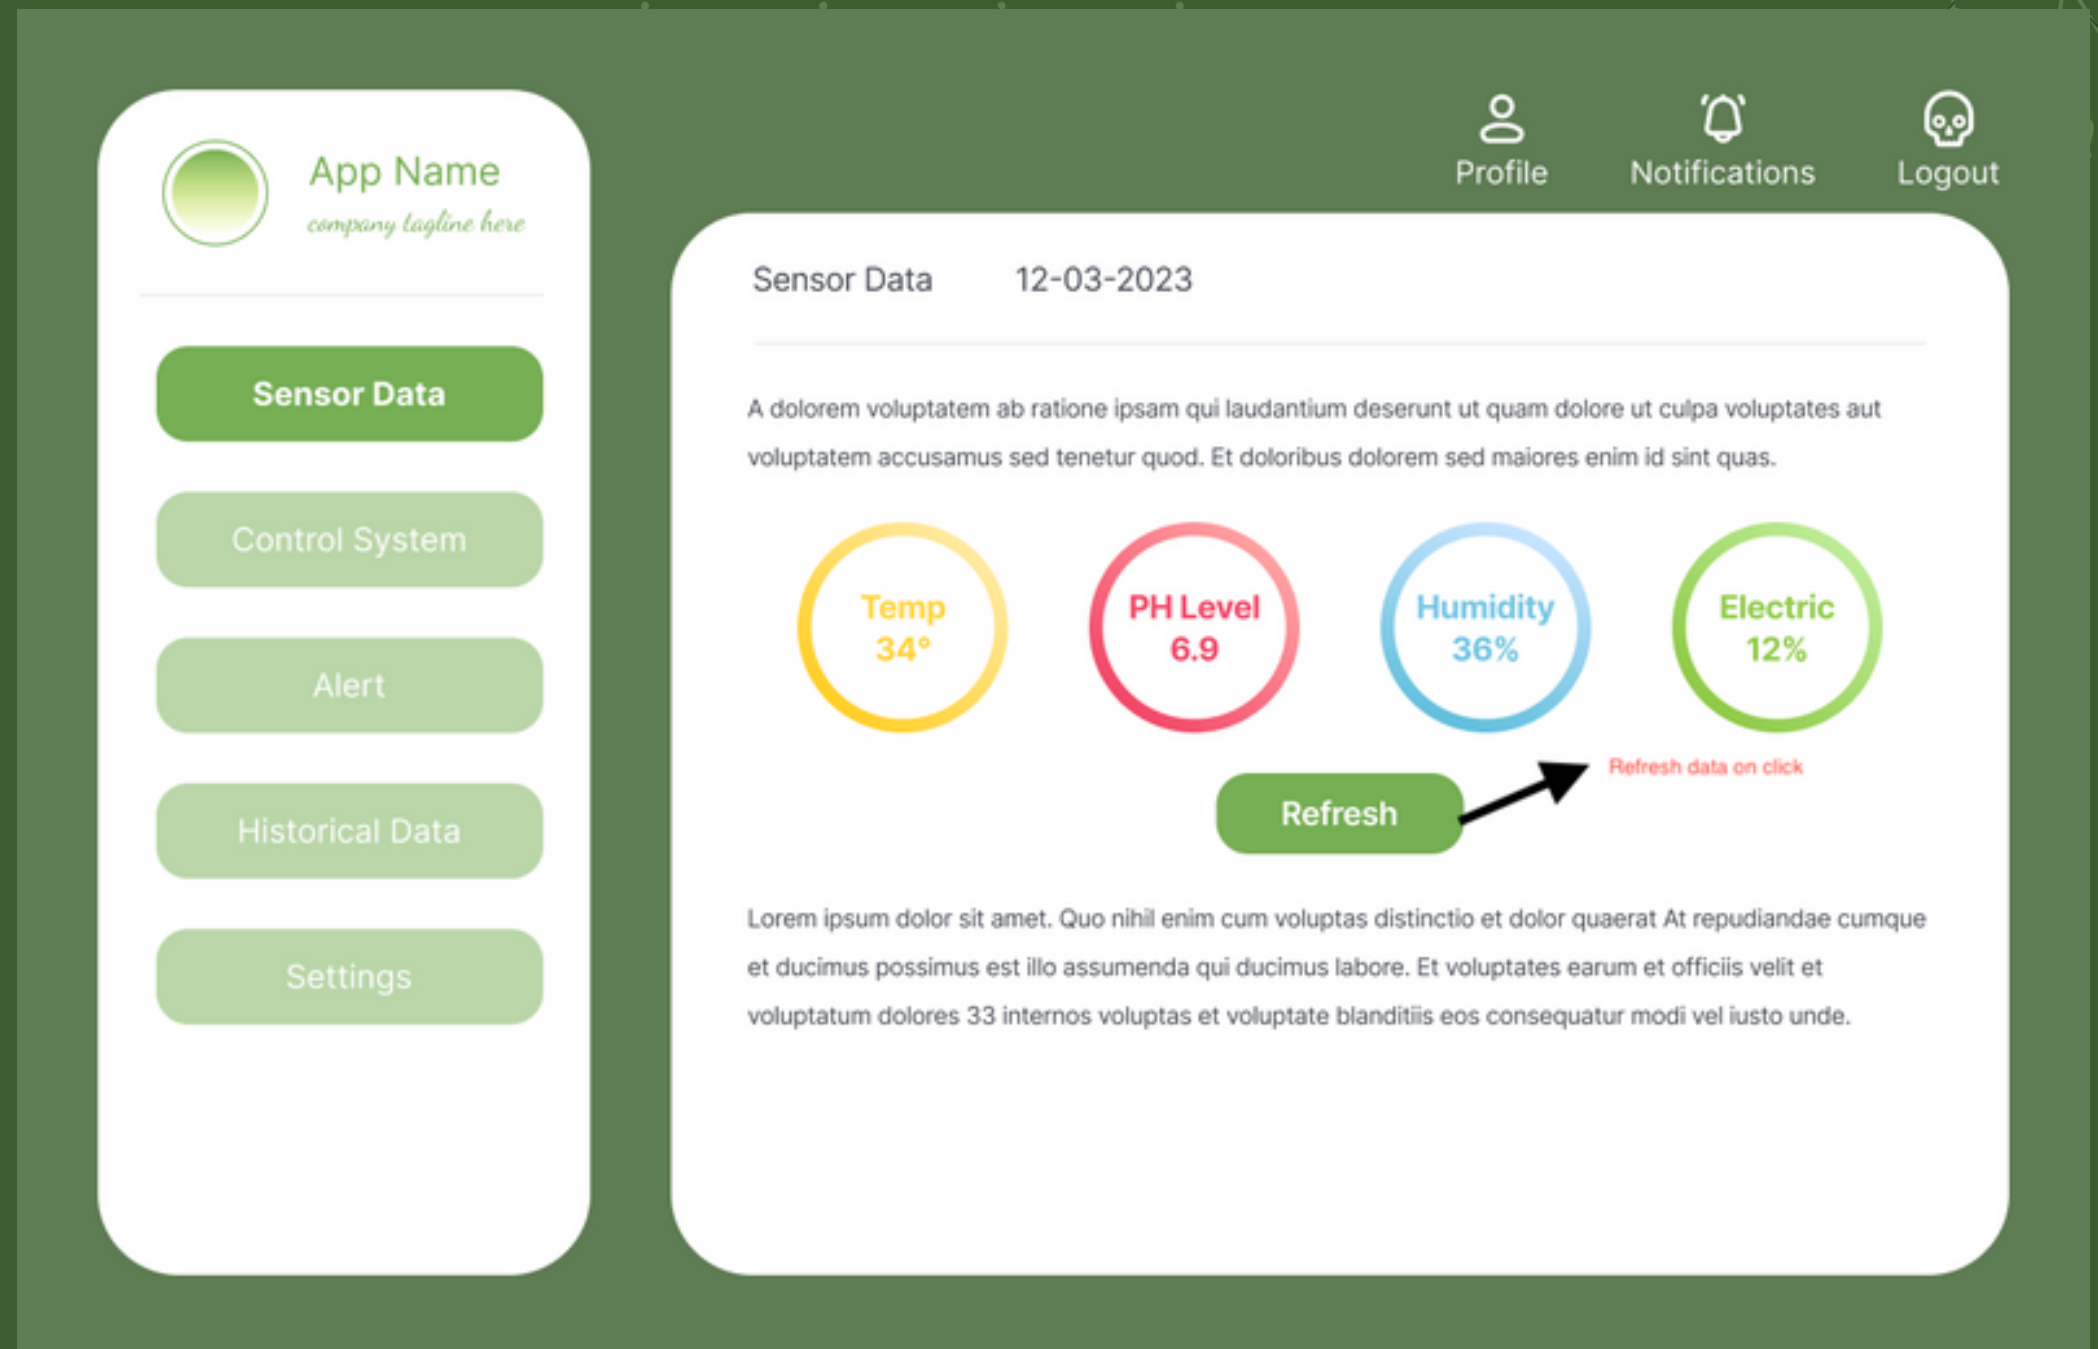 App Name
company tagline here
Sensor Data
Control System
Alert
Historical Data
Settings
Profile
Notifications
Logout
Sensor Data 12-03-2023
A dolorem voluptatem ab ratione ipsam qui laudantium deserunt ut quam dolore ut culpa voluptates aut
voluptatem accusamus sed tenetur quod. Et doloribus dolorem sed maiores enim id sint quas.
Temp
34°
PH Level
6.9
Humidity
36%
Electric
12%
Refresh
Refresh data on click
Lorem ipsum dolor sit amet. Quo nihil enim cum voluptas distinctio et dolor quaerat At repudiandae cumque
et ducimus possimus est illo assumenda qui ducimus labore. Et voluptates earum et officiis velit et
voluptatum dolores 33 internos voluptas et voluptate blanditiis eos consequatur modi vel iusto unde.